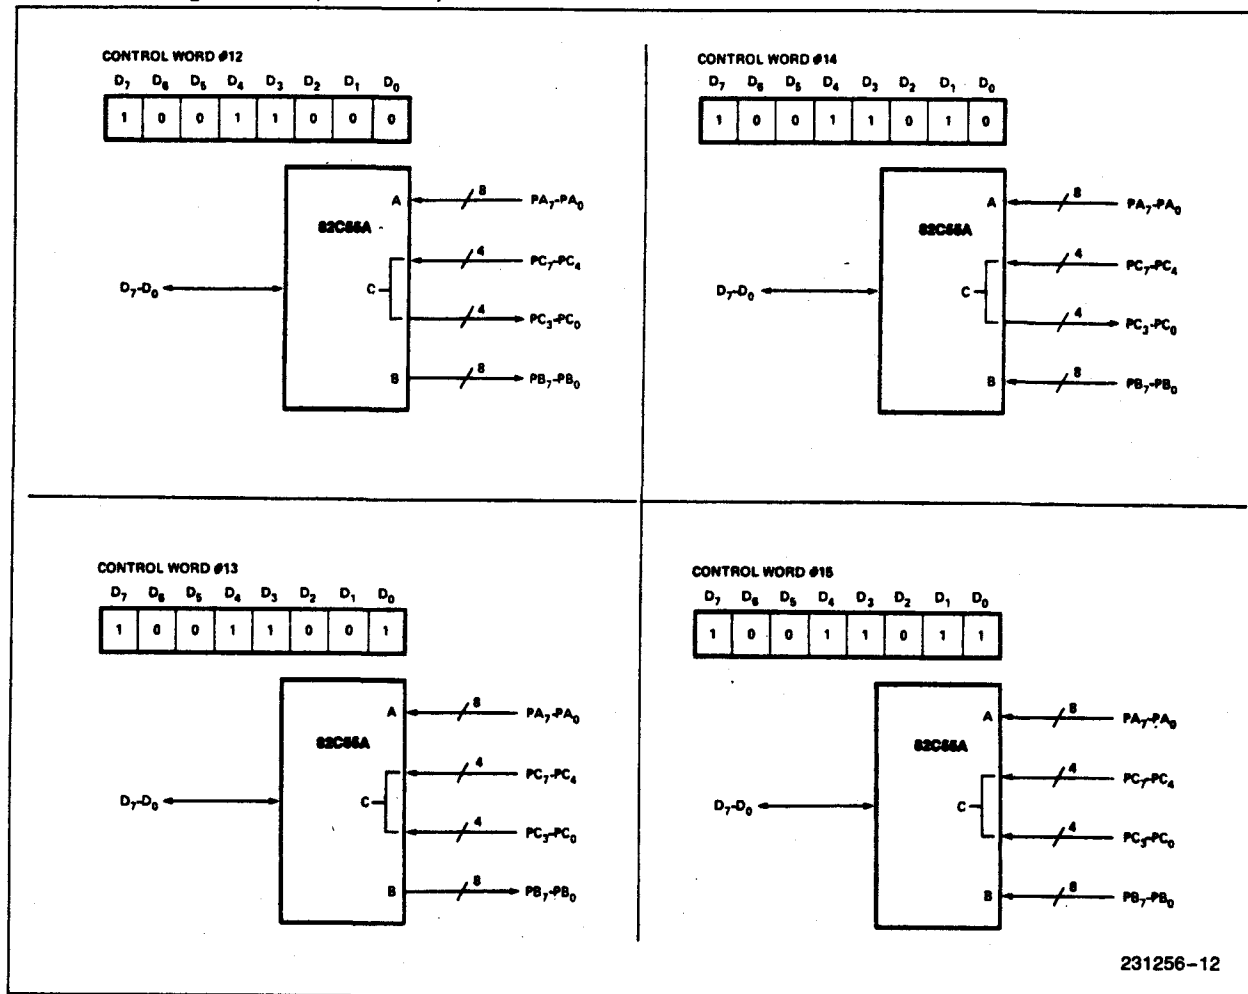 CONTROL WORD #12
D7 D6 D5 D4 D3 D2 D1 D0
1 0 0 1 1 0 0 0
82C55A
A
8
PA7-PA0
4
PC7-PC4
D7-D0
C
4
PC3-PC0
B
8
PB7-PB0
CONTROL WORD #14
D7 D6 D5 D4 D3 D2 D1 D0
1 0 0 1 1 0 1 0
82C55A
A
8
PA7-PA0
4
PC7-PC4
D7-D0
C
4
PC3-PC0
B
8
PB7-PB0
CONTROL WORD #13
D7 D6 D5 D4 D3 D2 D1 D0
1 0 0 1 1 0 0 1
82C55A
A
8
PA7-PA0
4
PC7-PC4
D7-D0
C
4
PC3-PC0
B
8
PB7-PB0
CONTROL WORD #15
D7 D6 D5 D4 D3 D2 D1 D0
1 0 0 1 1 0 1 1
82C55A
A
8
PA7-PA0
4
PC7-PC4
D7-D0
C
4
PC3-PC0
B
8
PB7-PB0
231256-12